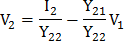 V₂ = I₂/Y₂₂ − Y₂₁/Y₂₂ V₁